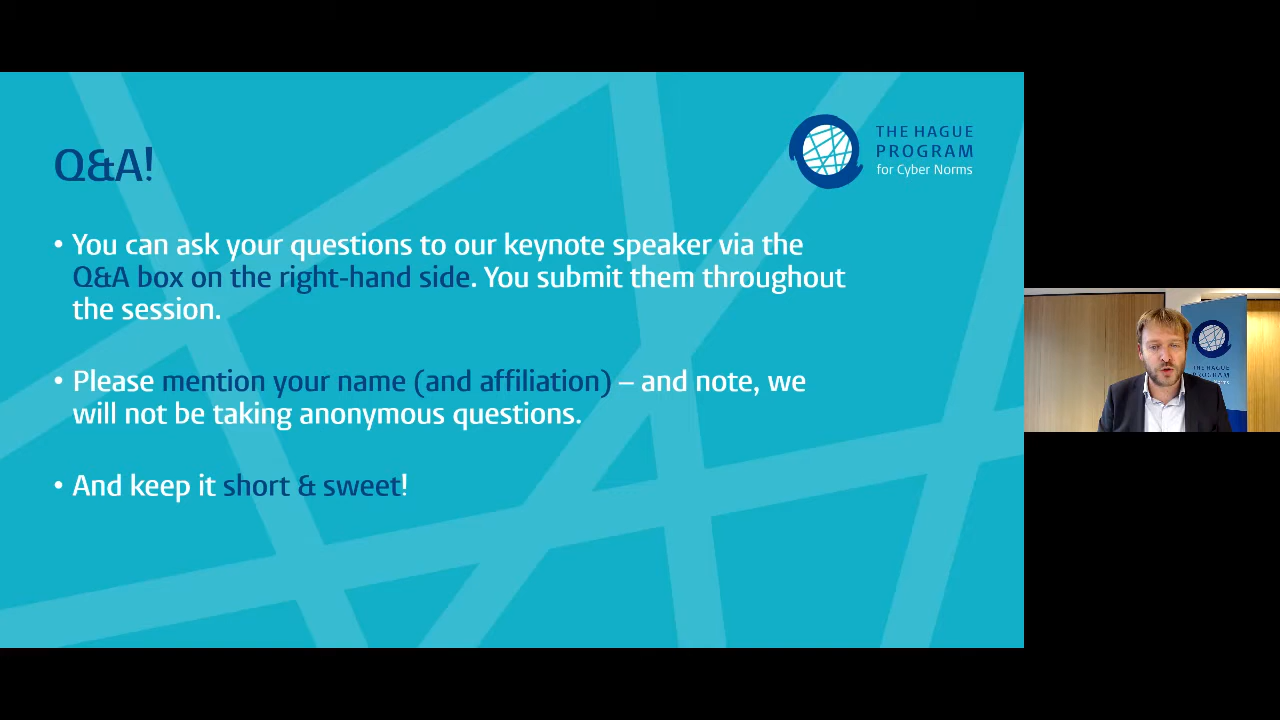 Q&A!
THE HAGUE
PROGRAM
for Cyber Norms
• You can ask your questions to our keynote speaker via the
Q&A box on the right-hand side. You submit them throughout
the session.
• Please mention your name (and affiliation) – and note, we
will not be taking anonymous questions.
• And keep it short & sweet!